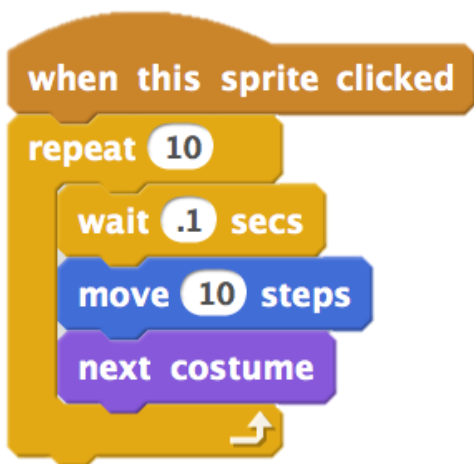 when this sprite clicked
repeat 10
wait .1 secs
move 10 steps
next costume